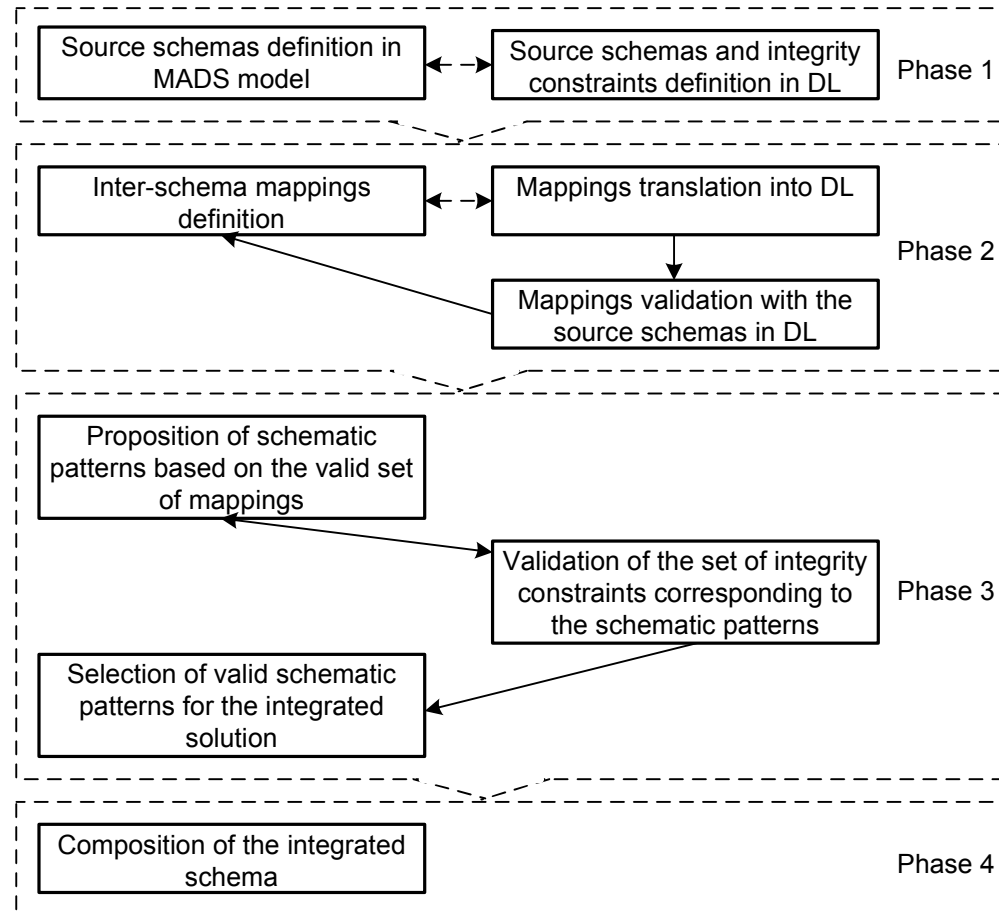 Source schemas definition in
MADS model
Source schemas and integrity
constraints definition in DL
Phase 1
Inter-schema mappings
definition
Mappings translation into DL
Phase 2
Mappings validation with the
source schemas in DL
Proposition of schematic
patterns based on the valid set
of mappings
Validation of the set of integrity
constraints corresponding to
the schematic patterns
Phase 3
Selection of valid schematic
patterns for the integrated
solution
Composition of the integrated
schema
Phase 4